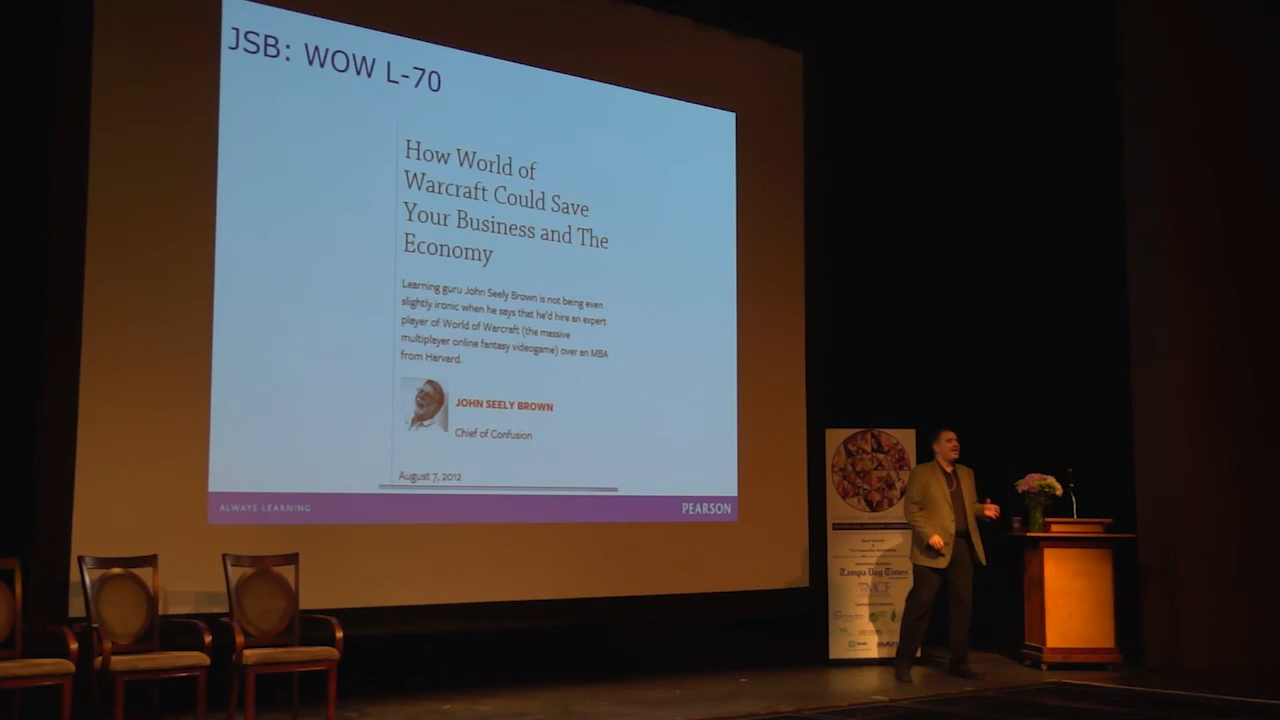 JSB: WOW L-70
How World of
Warcraft Could Save
Your Business and The
Economy
Learning guru John Seely Brown is not being even
slightly ironic when he says that he'd hire an expert
player of World of Warcraft (the massive
multiplayer online fantasy videogame) over an MBA
from Harvard.
JOHN SEELY BROWN
Chief of Confusion
August 7, 2012
ALWAYS LEARNING
PEARSON
Tampa Bay Times